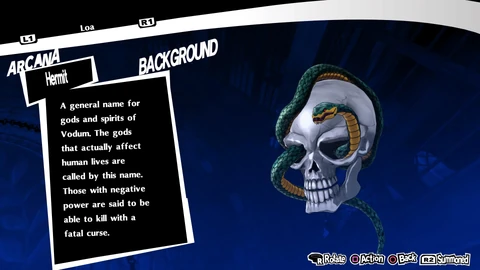 L1
Loa
R1
ARCANA
Hermit
BACKGROUND
A general name for
gods and spirits of
Vodum. The gods
that actually affect
human lives are
called by this name.
Those with negative
power are said to be
able to kill with a
fatal curse.
R Rotate Action Back R2 Summoned